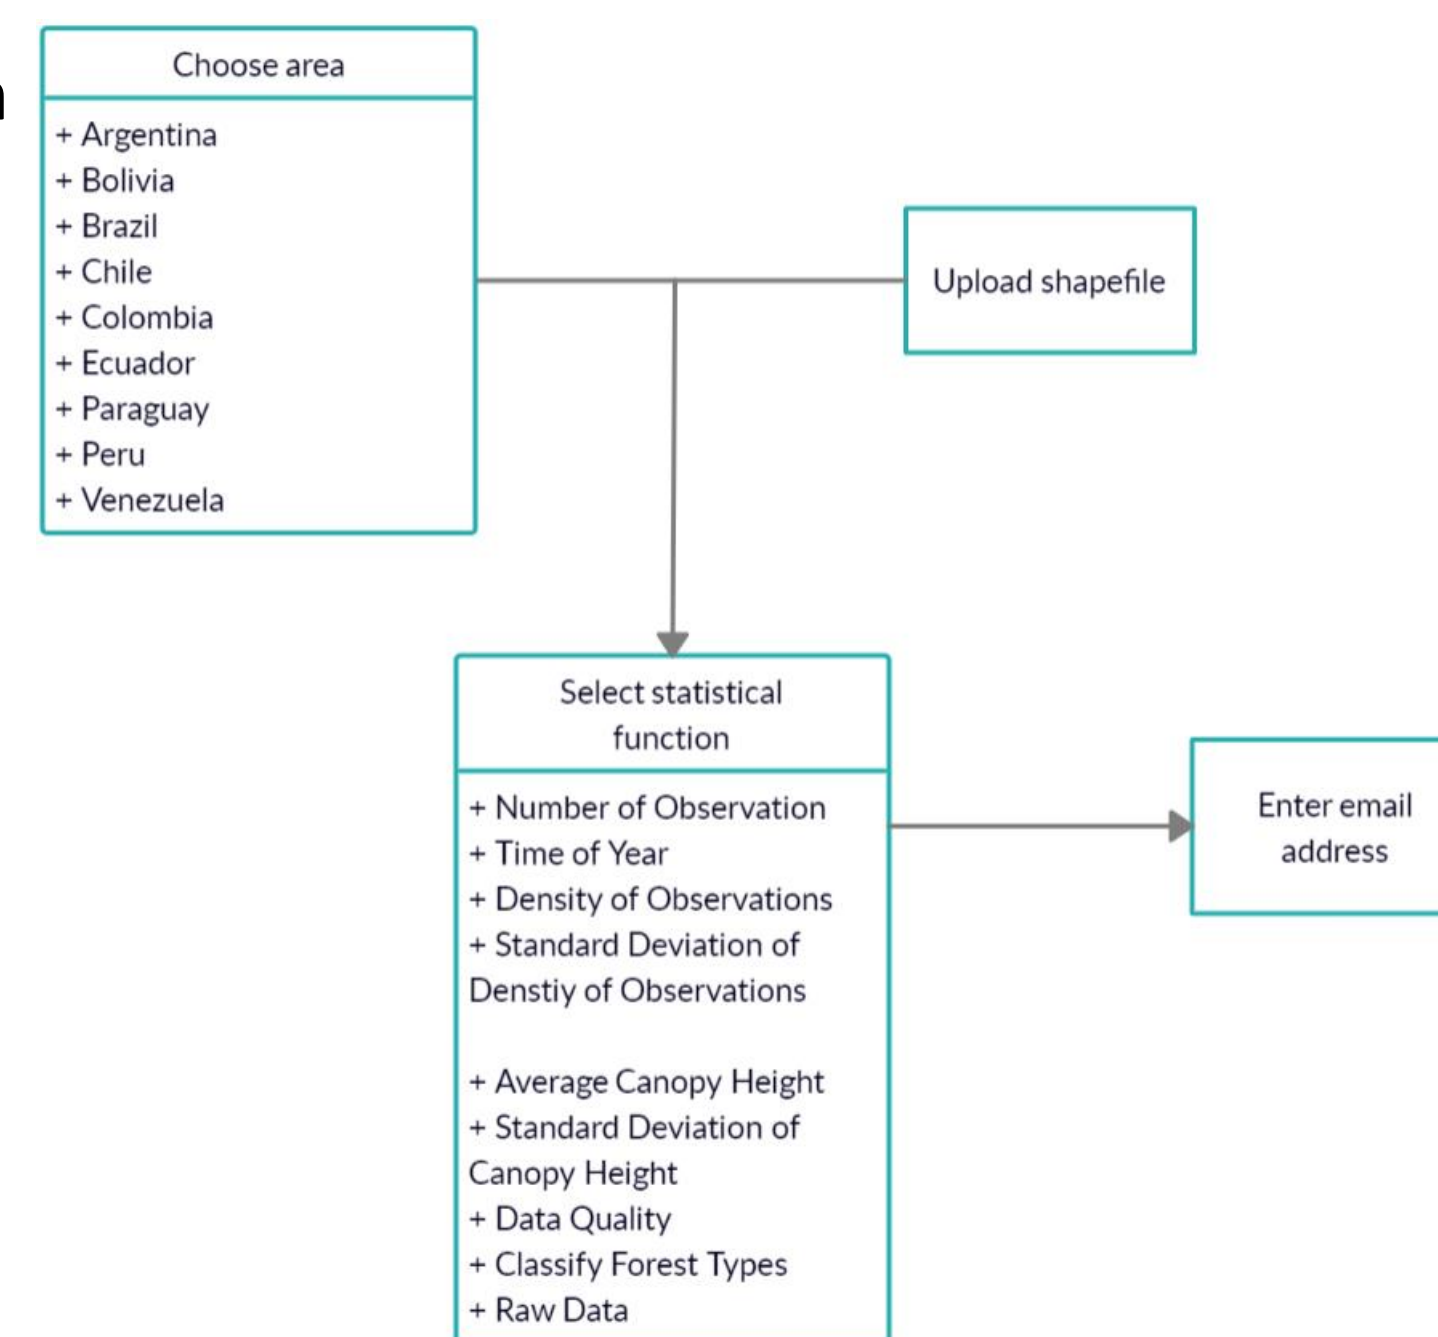 Choose area
+ Argentina
+ Bolivia
+ Brazil
+ Chile
+ Colombia
+ Ecuador
+ Paraguay
+ Peru
+ Venezuela
Upload shapefile
Select statistical
function
+ Number of Observation
+ Time of Year
+ Density of Observations
+ Standard Deviation of
Denstiy of Observations
+ Average Canopy Height
+ Standard Deviation of
Canopy Height
+ Data Quality
+ Classify Forest Types
+ Raw Data
Enter email
address